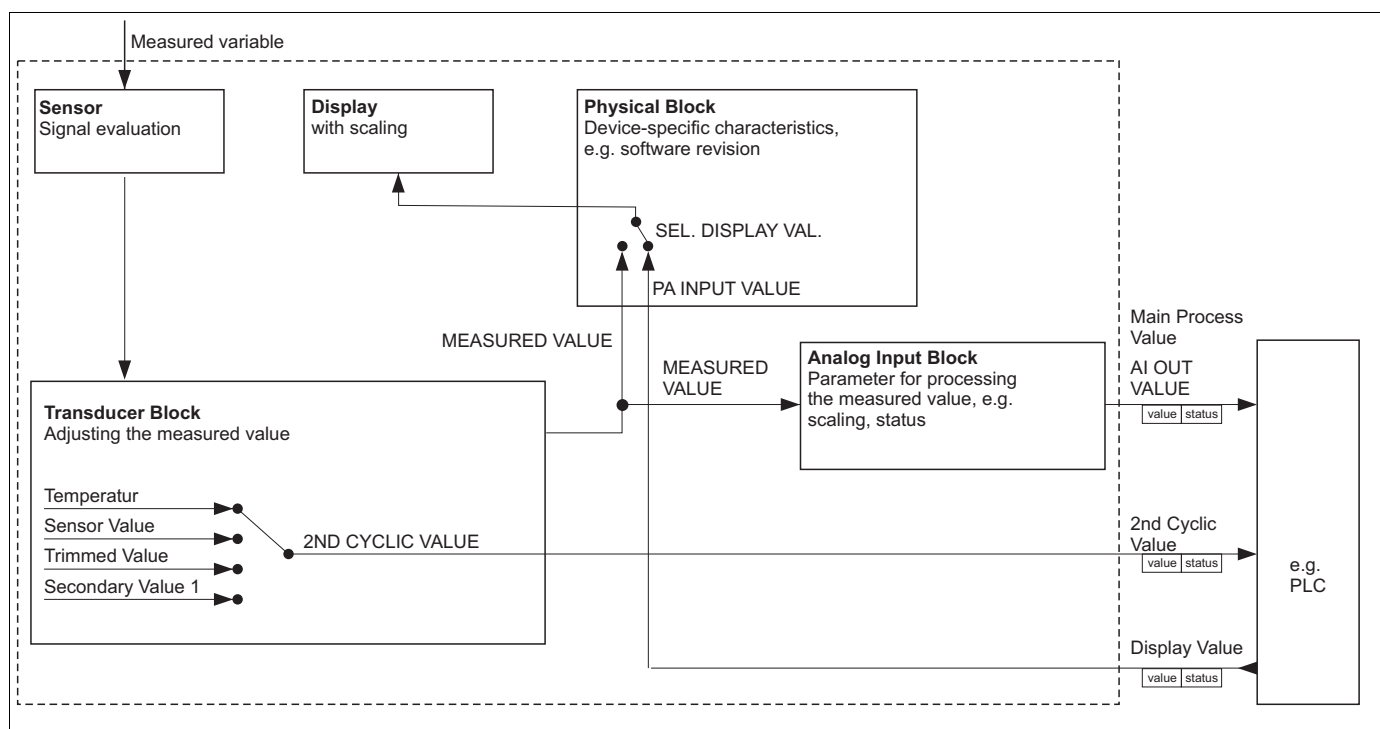 Measured variable
Sensor
Signal evaluation
Display
with scaling
Physical Block
Device-specific characteristics,
e.g. software revision
SEL. DISPLAY VAL.
PA INPUT VALUE
MEASURED VALUE
MEASURED
VALUE
Analog Input Block
Parameter for processing
the measured value, e.g.
scaling, status
Main Process
Value
AI OUT
VALUE
value status
Transducer Block
Adjusting the measured value
Temperatur
Sensor Value
Trimmed Value
Secondary Value 1
2ND CYCLIC VALUE
2nd Cyclic
Value
value status
e.g.
PLC
Display Value
value status